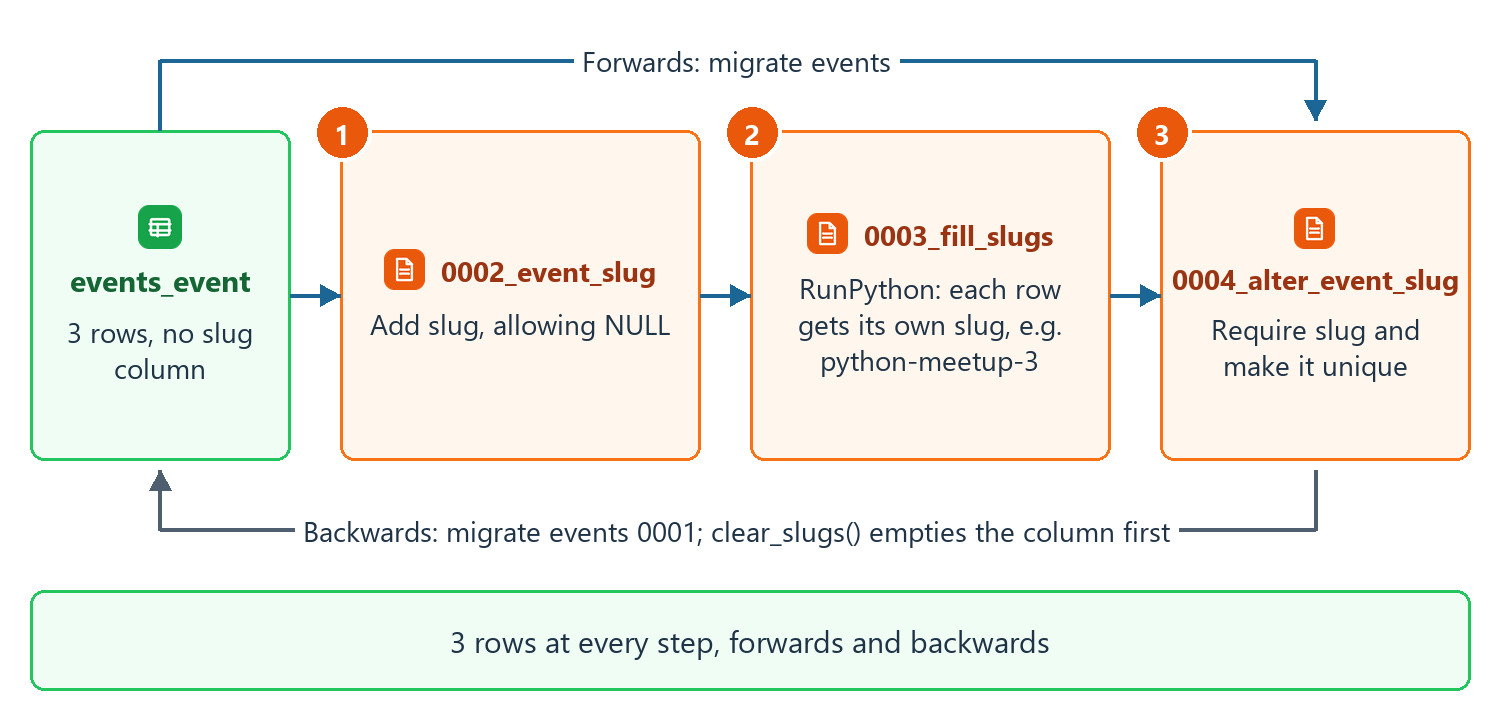 Forwards: migrate events
1
2
3
events_event
3 rows, no slug
column
0002_event_slug
Add slug, allowing NULL
0003_fill_slugs
RunPython: each row
gets its own slug, e.g.
python-meetup-3
0004_alter_event_slug
Require slug and
make it unique
Backwards: migrate events 0001; clear_slugs() empties the column first
3 rows at every step, forwards and backwards